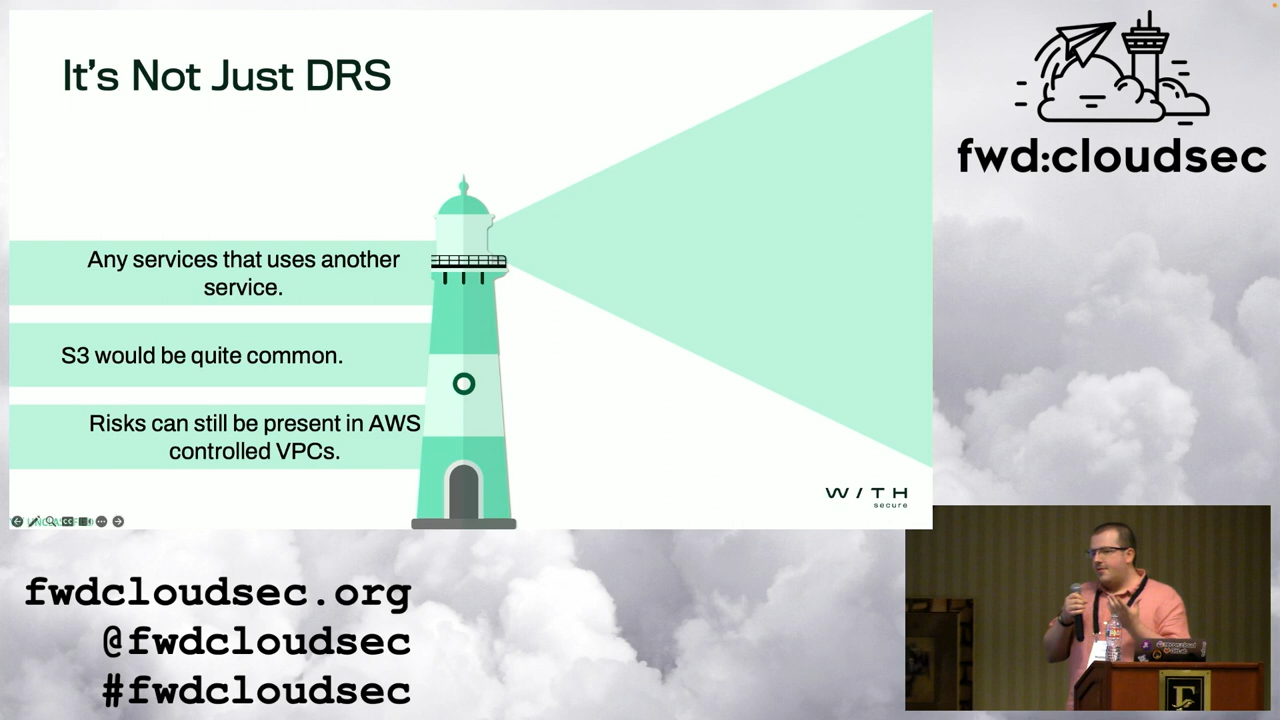 It's Not Just DRS
Any services that uses another
service.
S3 would be quite common.
Risks can still be present in AWS
controlled VPCs.
W/TH
secure
fwd:cloudsec
fwdcloudsec.org
@fwdcloudsec
#fwdcloudsec
F